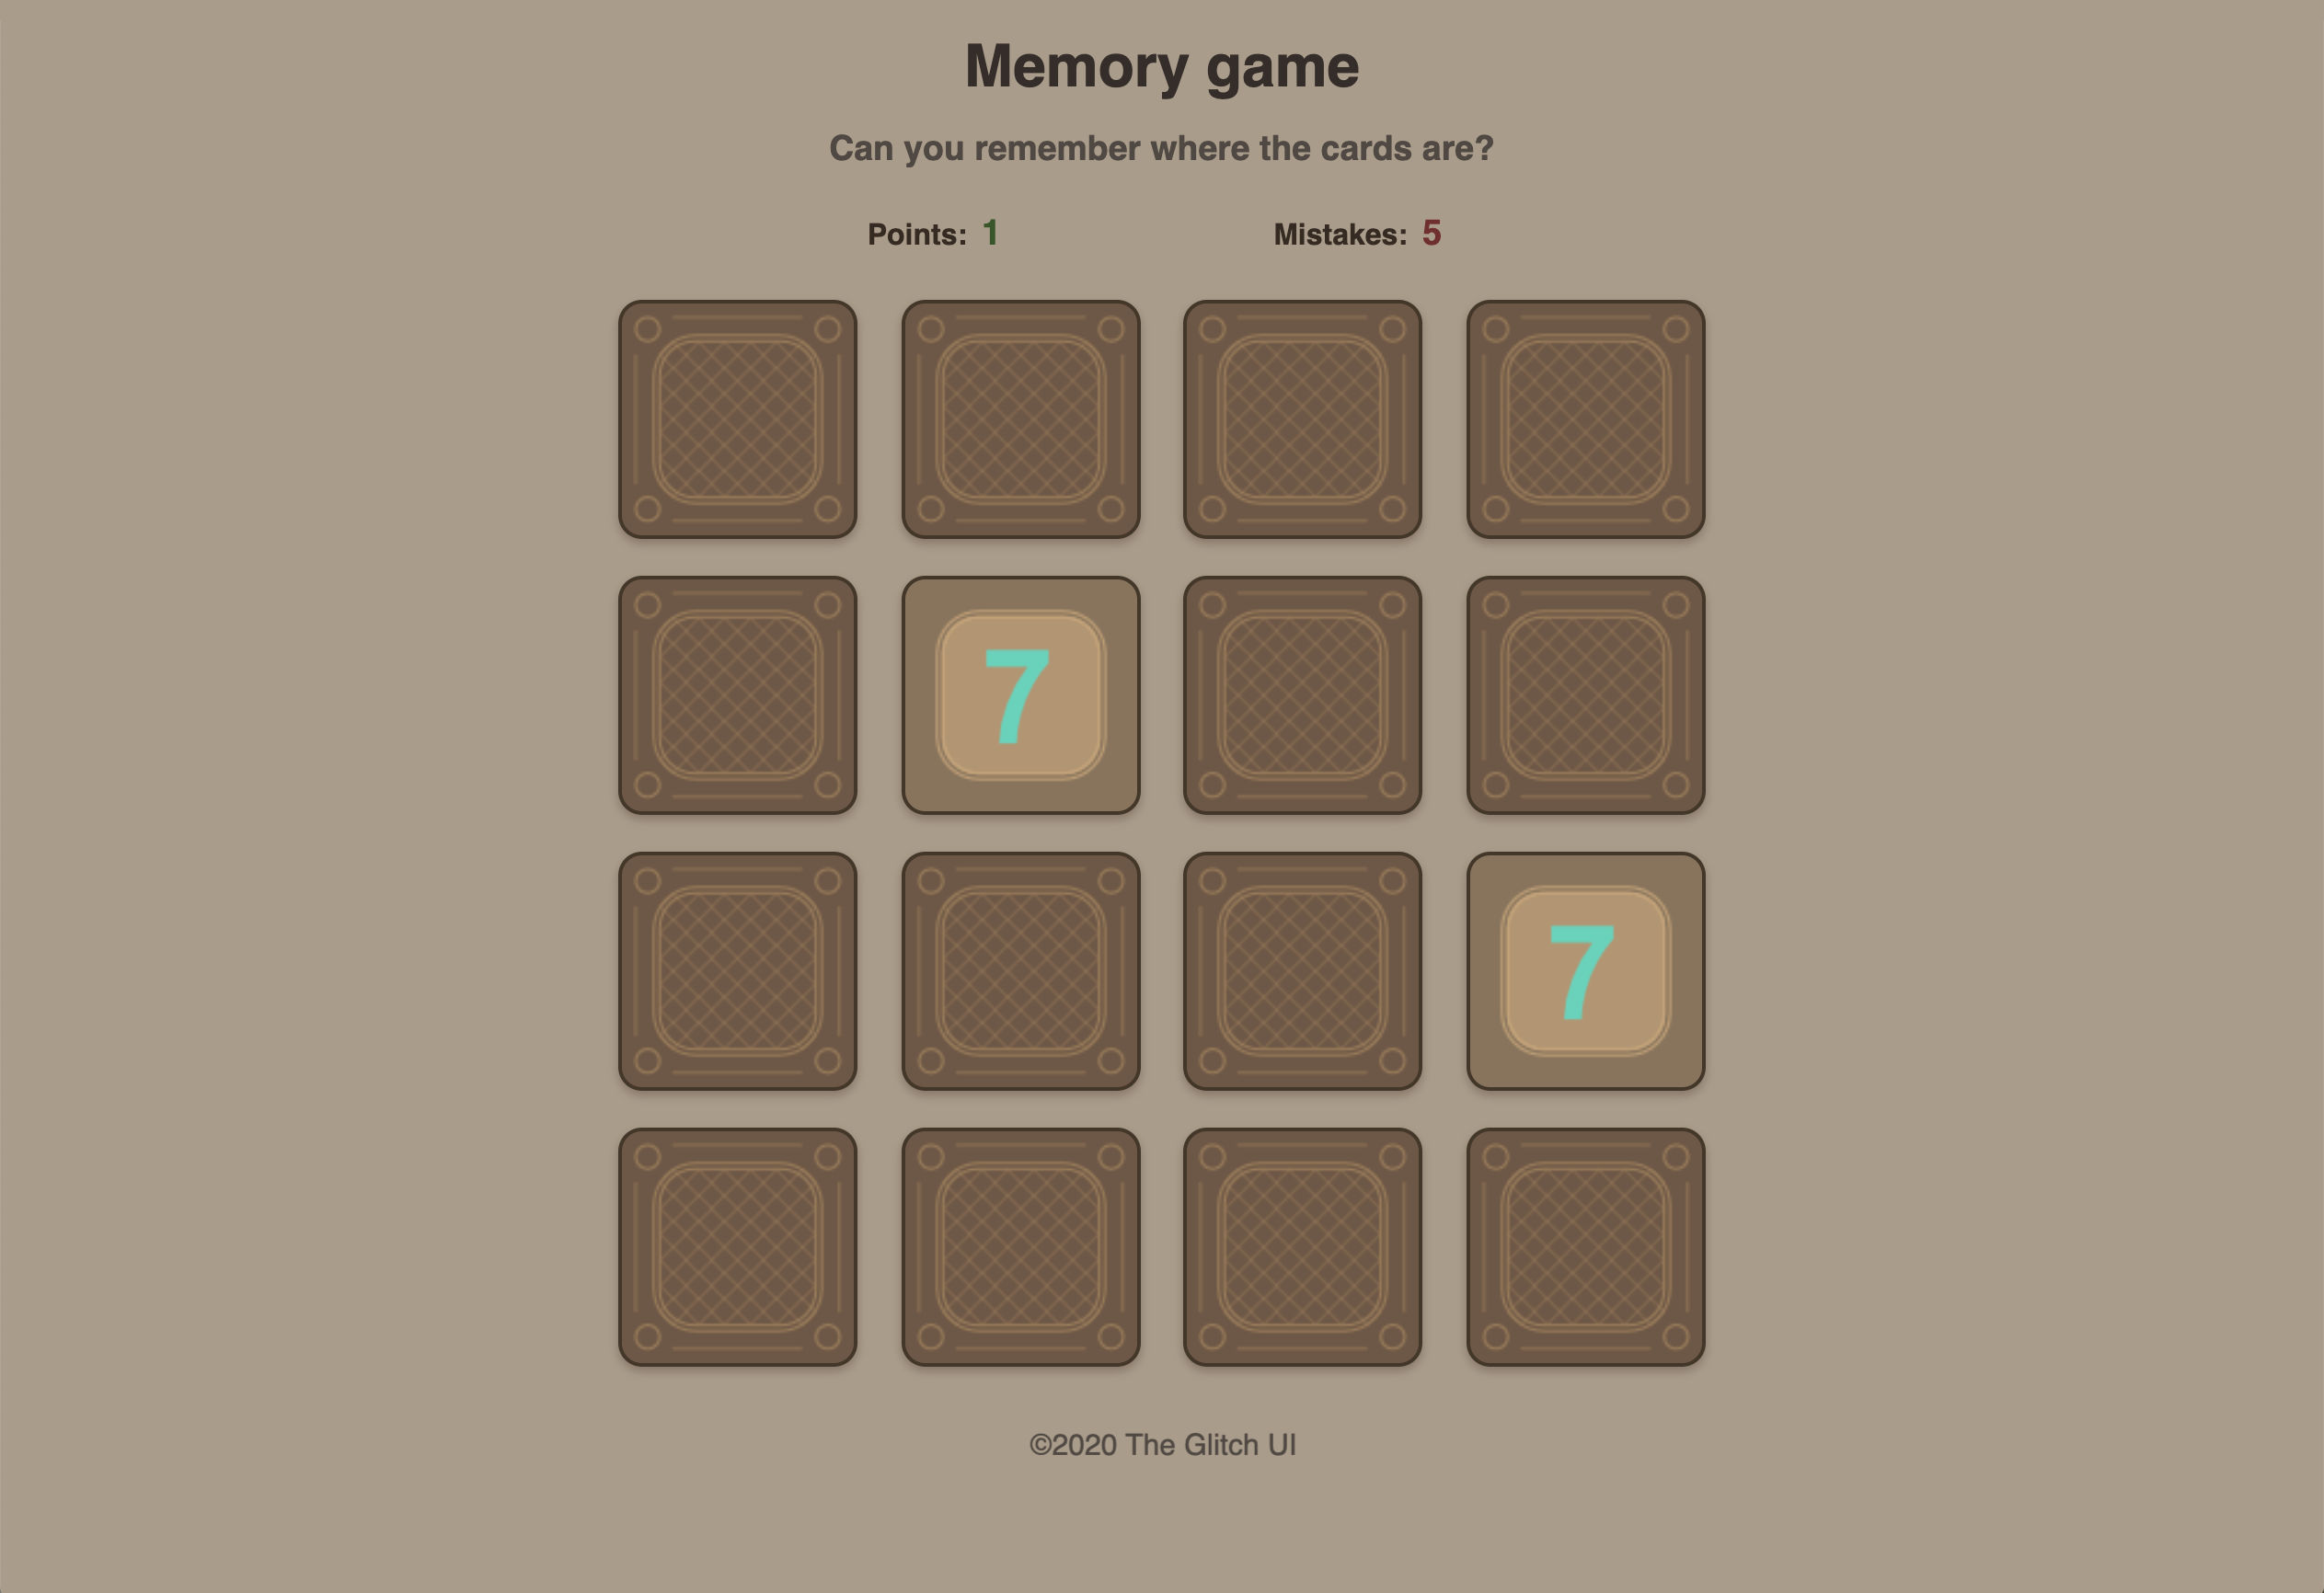 Memory game
Can you remember where the cards are?
Points: 1 Mistakes: 5
7
7
©2020 The Glitch UI